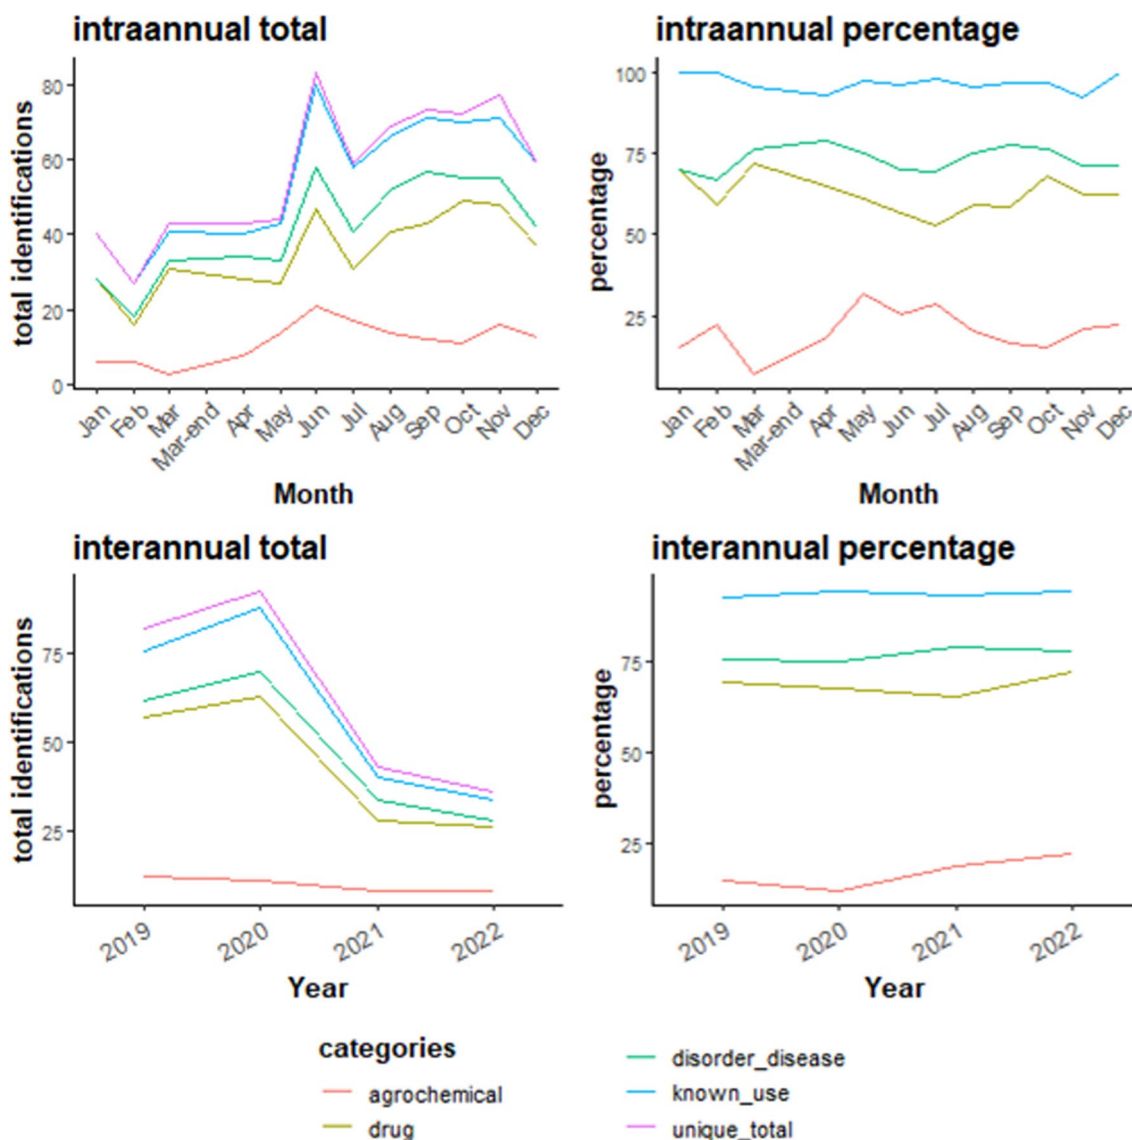 intraannual total
total identifications
80
60
40
20
0
Jan Feb Mar Mar-end Apr May Jun Jul Aug Sep Oct Nov Dec
Month
intraannual percentage
percentage
100
75
50
25
Jan Feb Mar Mar-end Apr May Jun Jul Aug Sep Oct Nov Dec
Month
interannual total
total identifications
75
50
25
2019 2020 2021 2022
Year
interannual percentage
percentage
75
50
25
2019 2020 2021 2022
Year
categories
agrochemical
drug
disorder_disease
known_use
unique_total